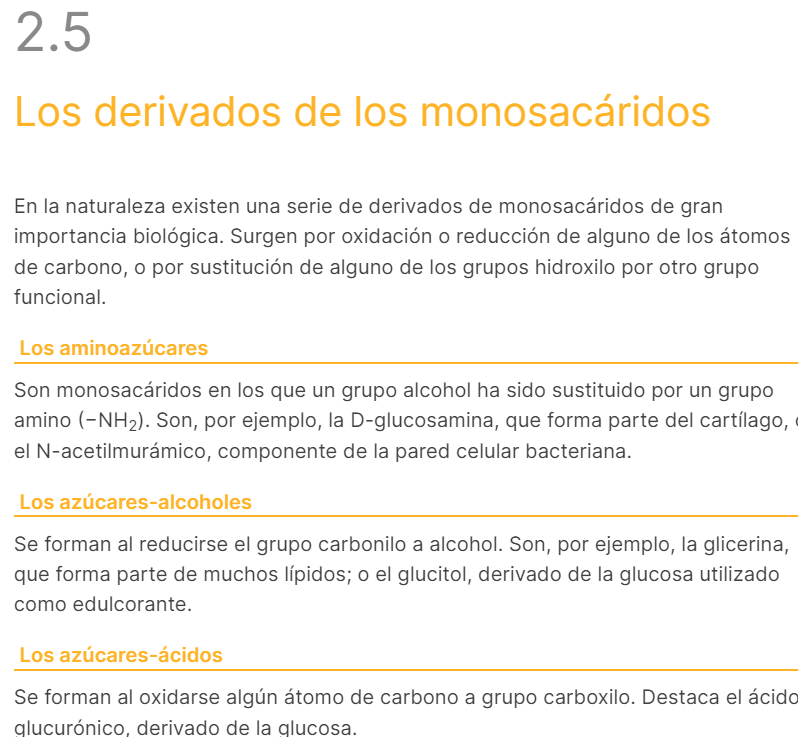 2.5
Los derivados de los monosacáridos
En la naturaleza existen una serie de derivados de monosacáridos de gran
importancia biológica. Surgen por oxidación o reducción de alguno de los átomos
de carbono, o por sustitución de alguno de los grupos hidroxilo por otro grupo
funcional.
Los aminoazúcares
Son monosacáridos en los que un grupo alcohol ha sido sustituido por un grupo
amino (−NH₂). Son, por ejemplo, la D-glucosamina, que forma parte del cartílago,
el N-acetilmurámico, componente de la pared celular bacteriana.
Los azúcares-alcoholes
Se forman al reducirse el grupo carbonilo a alcohol. Son, por ejemplo, la glicerina,
que forma parte de muchos lípidos; o el glucitol, derivado de la glucosa utilizado
como edulcorante.
Los azúcares-ácidos
Se forman al oxidarse algún átomo de carbono a grupo carboxilo. Destaca el ácido
glucurónico, derivado de la glucosa.